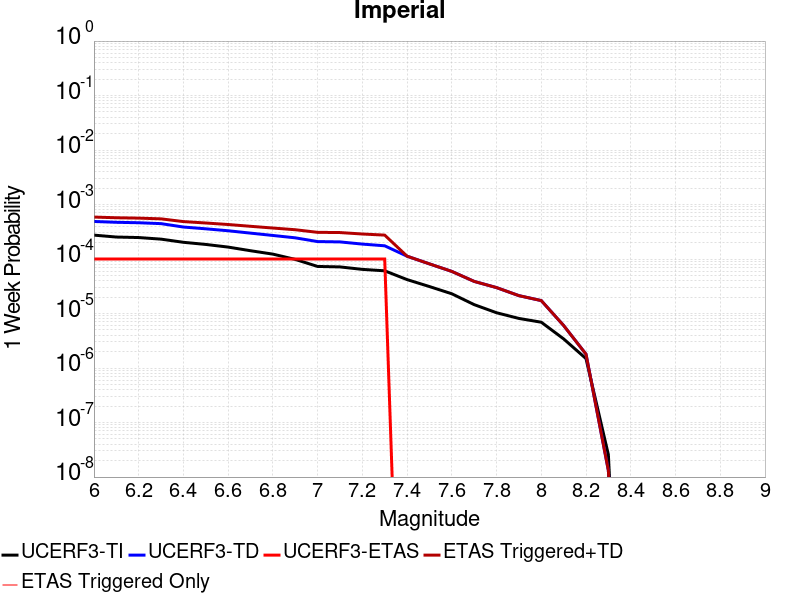 Imperial
10^0
10^-1
10^-2
10^-3
10^-4
10^-5
10^-6
10^-7
10^-8
1 Week Probability
6 6.2 6.4 6.6 6.8 7 7.2 7.4 7.6 7.8 8 8.2 8.4 8.6 8.8 9
Magnitude
UCERF3-TI UCERF3-TD UCERF3-ETAS ETAS Triggered+TD
ETAS Triggered Only